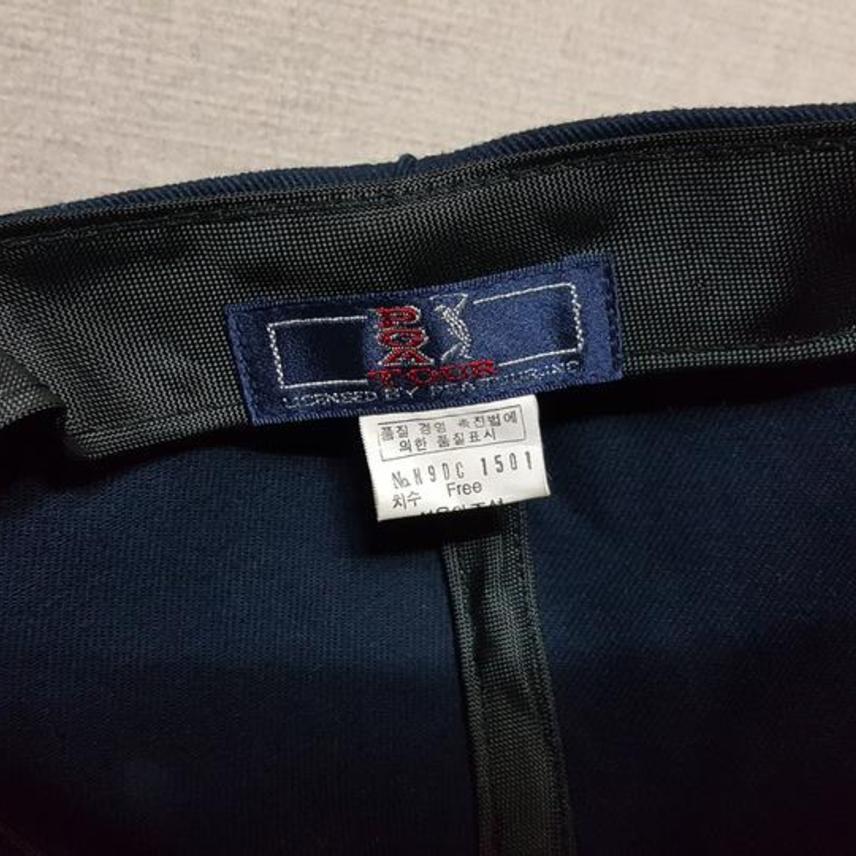 PGA
TOUR
LICENSED BY PGA TOUR, INC
품질 경영 촉진법에
의한 품질표시
No. H9DC 1501
치수 Free